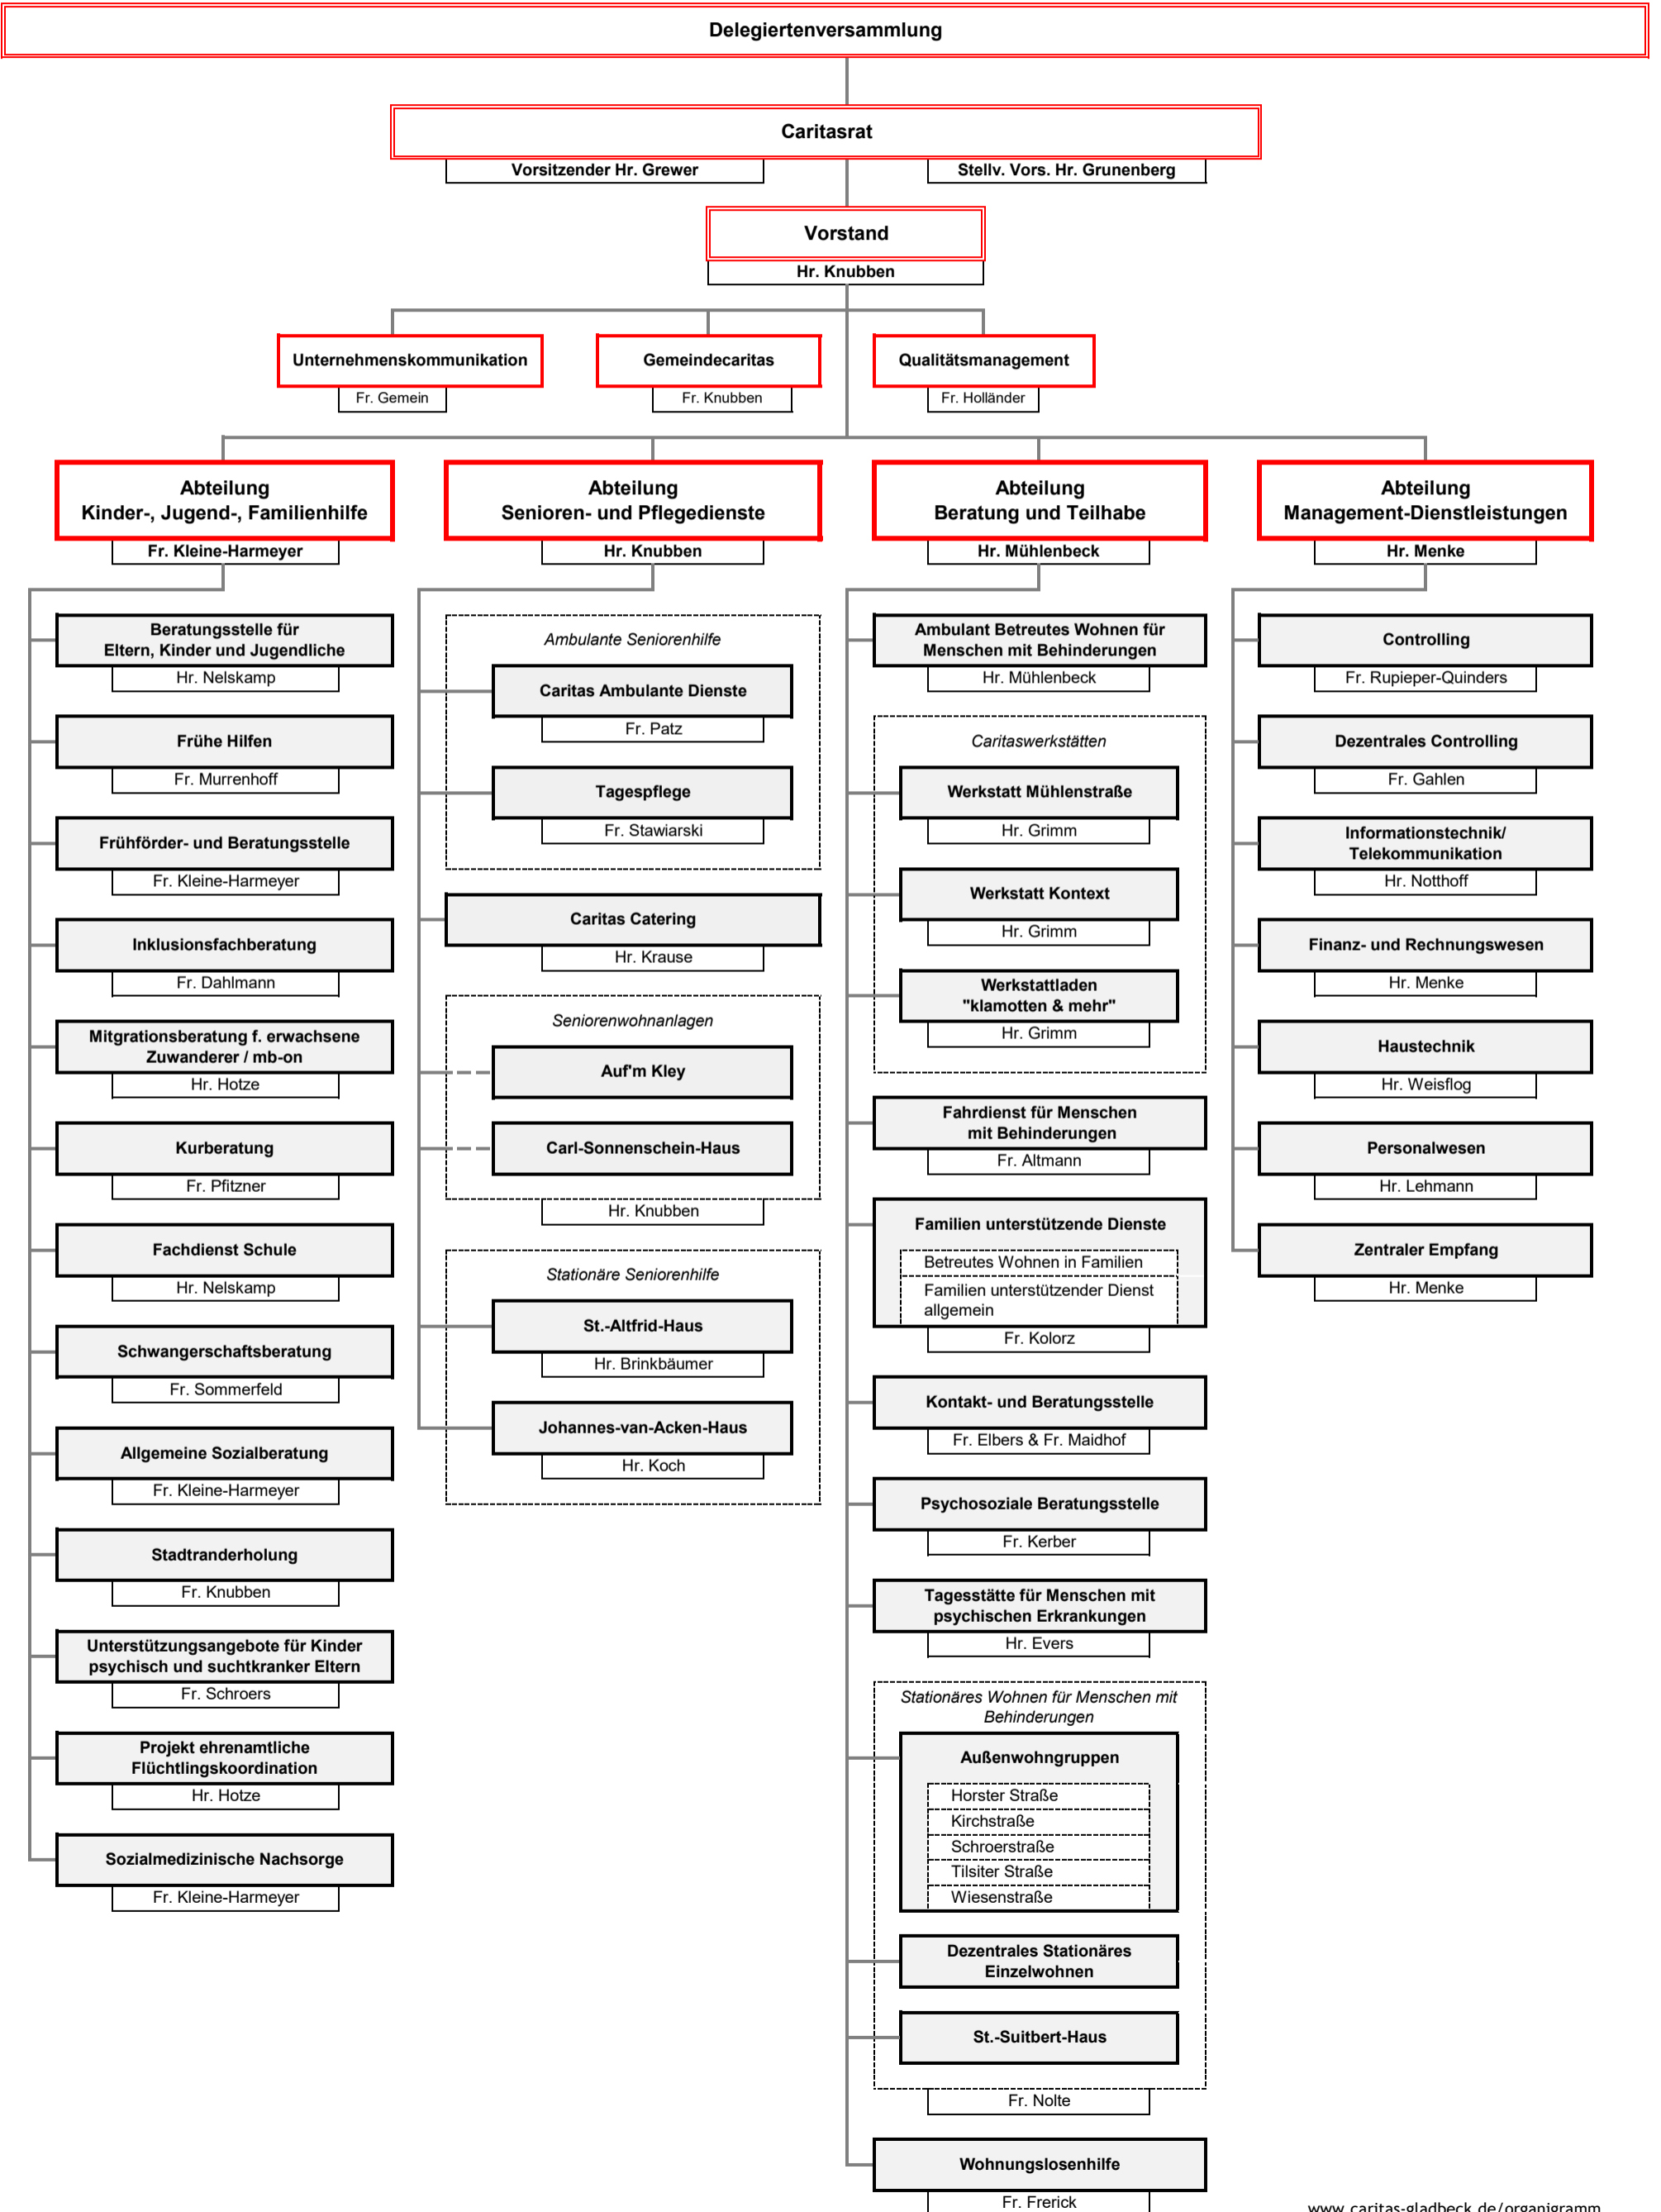 Delegiertenversammlung
Caritasrat
Vorsitzender Hr. Grewer
Stellv. Vors. Hr. Grunenberg
Vorstand
Hr. Knubben
Unternehmenskommunikation
Fr. Gemein
Gemeindecaritas
Fr. Knubben
Qualitätsmanagement
Fr. Holländer
Abteilung
Kinder-, Jugend-, Familienhilfe
Fr. Kleine-Harmeyer
Beratungsstelle für
Eltern, Kinder und Jugendliche
Hr. Nelskamp
Frühe Hilfen
Fr. Murrenhoff
Frühförder- und Beratungsstelle
Fr. Kleine-Harmeyer
Inklusionsfachberatung
Fr. Dahlmann
Mitgrationsberatung f. erwachsene
Zuwanderer / mb-on
Hr. Hotze
Kurberatung
Fr. Pfitzner
Fachdienst Schule
Hr. Nelskamp
Schwangerschaftsberatung
Fr. Sommerfeld
Allgemeine Sozialberatung
Fr. Kleine-Harmeyer
Stadtranderholung
Fr. Knubben
Unterstützungsangebote für Kinder
psychisch und suchtkranker Eltern
Fr. Schroers
Projekt ehrenamtliche
Flüchtlingskoordination
Hr. Hotze
Sozialmedizinische Nachsorge
Fr. Kleine-Harmeyer
Abteilung
Senioren- und Pflegedienste
Hr. Knubben
Ambulante Seniorenhilfe
Caritas Ambulante Dienste
Fr. Patz
Tagespflege
Fr. Stawiarski
Caritas Catering
Hr. Krause
Seniorenwohnanlagen
Auf'm Kley
Carl-Sonnenschein-Haus
Hr. Knubben
Stationäre Seniorenhilfe
St.-Altfrid-Haus
Hr. Brinkbäumer
Johannes-van-Acken-Haus
Hr. Koch
Abteilung
Beratung und Teilhabe
Hr. Mühlenbeck
Ambulant Betreutes Wohnen für
Menschen mit Behinderungen
Hr. Mühlenbeck
Caritaswerkstätten
Werkstatt Mühlenstraße
Hr. Grimm
Werkstatt Kontext
Hr. Grimm
Werkstattladen
"klamotten & mehr"
Hr. Grimm
Fahrdienst für Menschen
mit Behinderungen
Fr. Altmann
Familien unterstützende Dienste
Betreutes Wohnen in Familien
Familien unterstützender Dienst
allgemein
Fr. Kolorz
Kontakt- und Beratungsstelle
Fr. Elbers & Fr. Maidhof
Psychosoziale Beratungsstelle
Fr. Kerber
Tagesstätte für Menschen mit
psychischen Erkrankungen
Hr. Evers
Stationäres Wohnen für Menschen mit
Behinderungen
Außenwohngruppen
Horster Straße
Kirchstraße
Schroerstraße
Tilsiter Straße
Wiesenstraße
Dezentrales Stationäres
Einzelwohnen
St.-Suitbert-Haus
Fr. Nolte
Wohnungslosenhilfe
Fr. Frerick
Abteilung
Management-Dienstleistungen
Hr. Menke
Controlling
Fr. Rupieper-Quinders
Dezentrales Controlling
Fr. Gahlen
Informationstechnik/
Telekommunikation
Hr. Notthoff
Finanz- und Rechnungswesen
Hr. Menke
Haustechnik
Hr. Weisflog
Personalwesen
Hr. Lehmann
Zentraler Empfang
Hr. Menke
www.caritas-gladbeck.de/organigramm